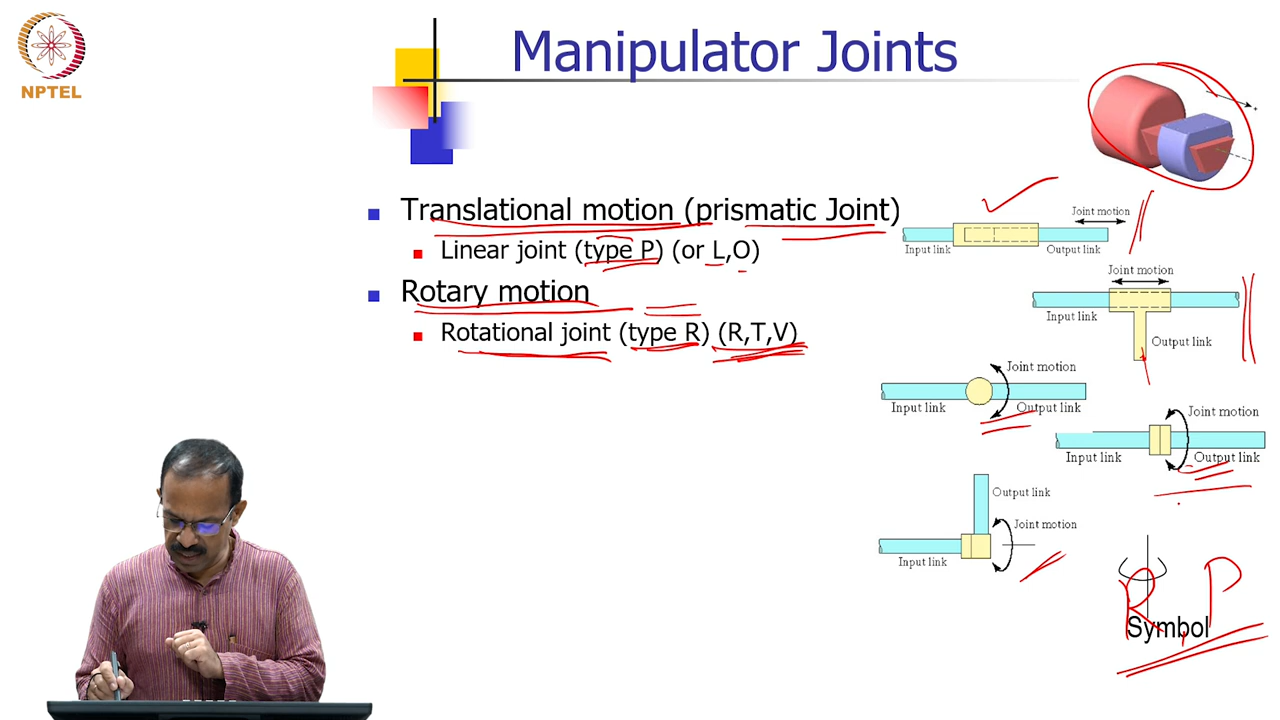 NPTEL
Manipulator Joints
Translational motion (prismatic Joint)
Linear joint (type P) (or L,O)
Rotary motion
Rotational joint (type R) (R,T,V)
Joint motion
Input link
Output link
Joint motion
Input link
Output link
Joint motion
Input link
Output link
Joint motion
Input link
Output link
Output link
Joint motion
Input link
R, P
Symbol